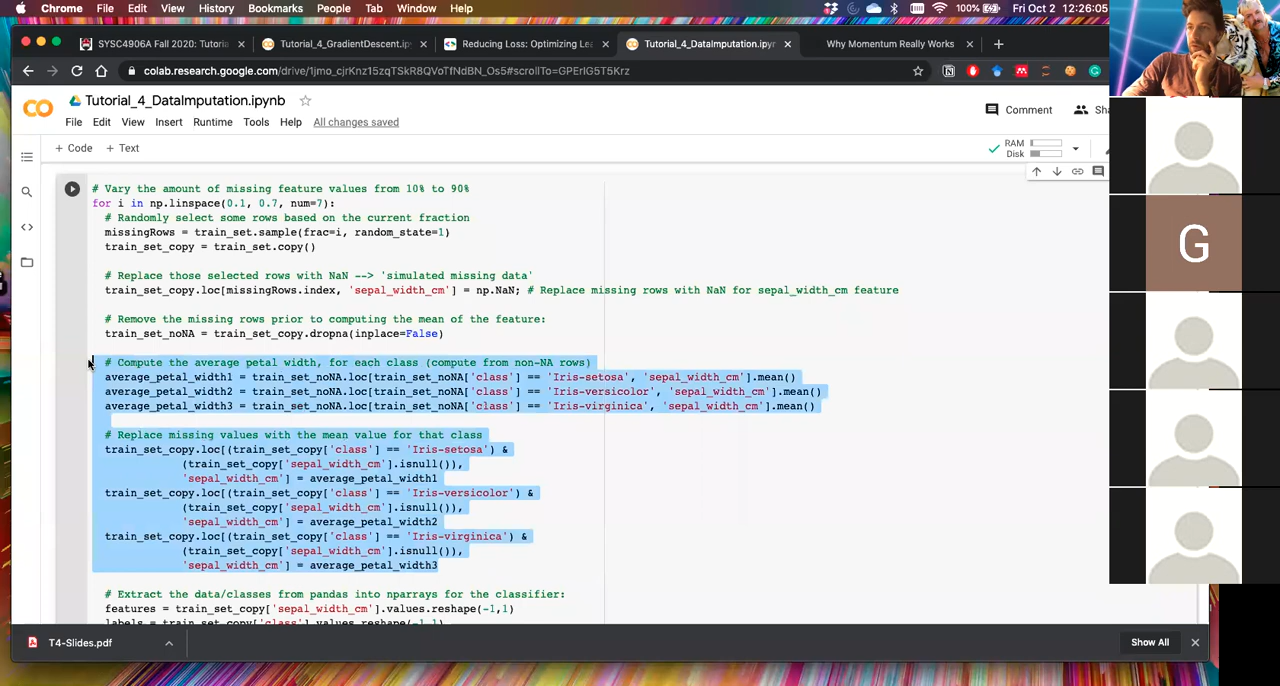 Chrome File Edit View History Bookmarks People Tab Window Help 100% Fri Oct 2 12:26:05
SYSC4906A Fall 2020: Tutoria
Tutorial_4_GradientDescent.ip
Reducing Loss: Optimizing Le
Tutorial_4_DataImputation.ipyn
Why Momentum Really Works
colab.research.google.com/drive/1jmo_cjrKnz15zqTSkR8QVoTfNdBN_Os5#scrollTo=GPErIG5T5Krz
Tutorial_4_DataImputation.ipynb
Comment
Sha
File Edit View Insert Runtime Tools Help All changes saved
+ Code + Text
RAM
Disk
# Vary the amount of missing feature values from 10% to 90%
for i in np.linspace(0.1, 0.7, num=7):
# Randomly select some rows based on the current fraction
missingRows = train_set.sample(frac=i, random_state=1)
train_set_copy = train_set.copy()
# Replace those selected rows with NaN --> 'simulated missing data'
train_set_copy.loc[missingRows.index, 'sepal_width_cm'] = np.NaN; # Replace missing rows with NaN for sepal_width_cm feature
# Remove the missing rows prior to computing the mean of the feature:
train_set_noNA = train_set_copy.dropna(inplace=False)
# Compute the average petal width, for each class (compute from non-NA rows)
average_petal_width1 = train_set_noNA.loc[train_set_noNA['class'] == 'Iris-setosa', 'sepal_width_cm'].mean()
average_petal_width2 = train_set_noNA.loc[train_set_noNA['class'] == 'Iris-versicolor', 'sepal_width_cm'].mean()
average_petal_width3 = train_set_noNA.loc[train_set_noNA['class'] == 'Iris-virginica', 'sepal_width_cm'].mean()
# Replace missing values with the mean value for that class
train_set_copy.loc[(train_set_copy['class'] == 'Iris-setosa') &
(train_set_copy['sepal_width_cm'].isnull()),
'sepal_width_cm'] = average_petal_width1
train_set_copy.loc[(train_set_copy['class'] == 'Iris-versicolor') &
(train_set_copy['sepal_width_cm'].isnull()),
'sepal_width_cm'] = average_petal_width2
train_set_copy.loc[(train_set_copy['class'] == 'Iris-virginica') &
(train_set_copy['sepal_width_cm'].isnull()),
'sepal_width_cm'] = average_petal_width3
# Extract the data/classes from pandas into nparrays for the classifier:
features = train_set_copy['sepal_width_cm'].values.reshape(-1,1)
labels = train_set_copy['class'].values.reshape(-1,1)
G
T4-Slides.pdf
Show All